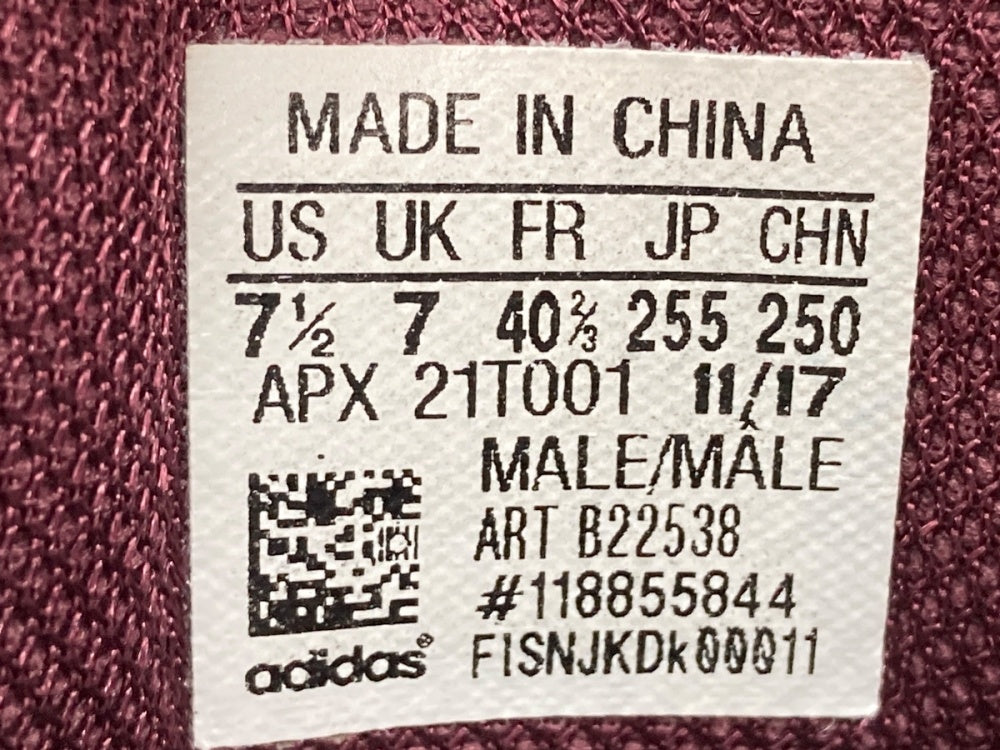 MADE IN CHINA
US UK FR JP CHN
7½ 7 40⅔ 255 250
APX 21T001 11/17
MALE/MÂLE
ART B22538
#118855844
FISNJKDk00011
adidas®